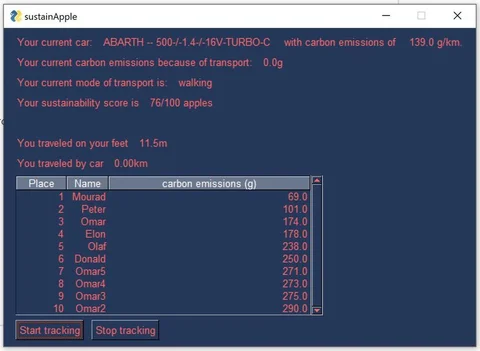 sustainApple
Your current car: ABARTH -- 500-/-1.4-/-16V-TURBO-C with carbon emissions of 139.0 g/km.
Your current carbon emissions because of transport: 0.0g
Your current mode of transport is: walking
Your sustainability score is 76/100 apples
You traveled on your feet 11.5m
You traveled by car 0.00km
Place Name carbon emissions (g)
1 Mourad 69.0
2 Peter 101.0
3 Omar 174.0
4 Elon 178.0
5 Olaf 238.0
6 Donald 250.0
7 Omar5 271.0
8 Omar4 273.0
9 Omar3 275.0
10 Omar2 290.0
Start tracking Stop tracking